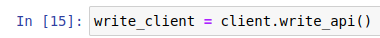 In [15]: write_client = client.write_api()